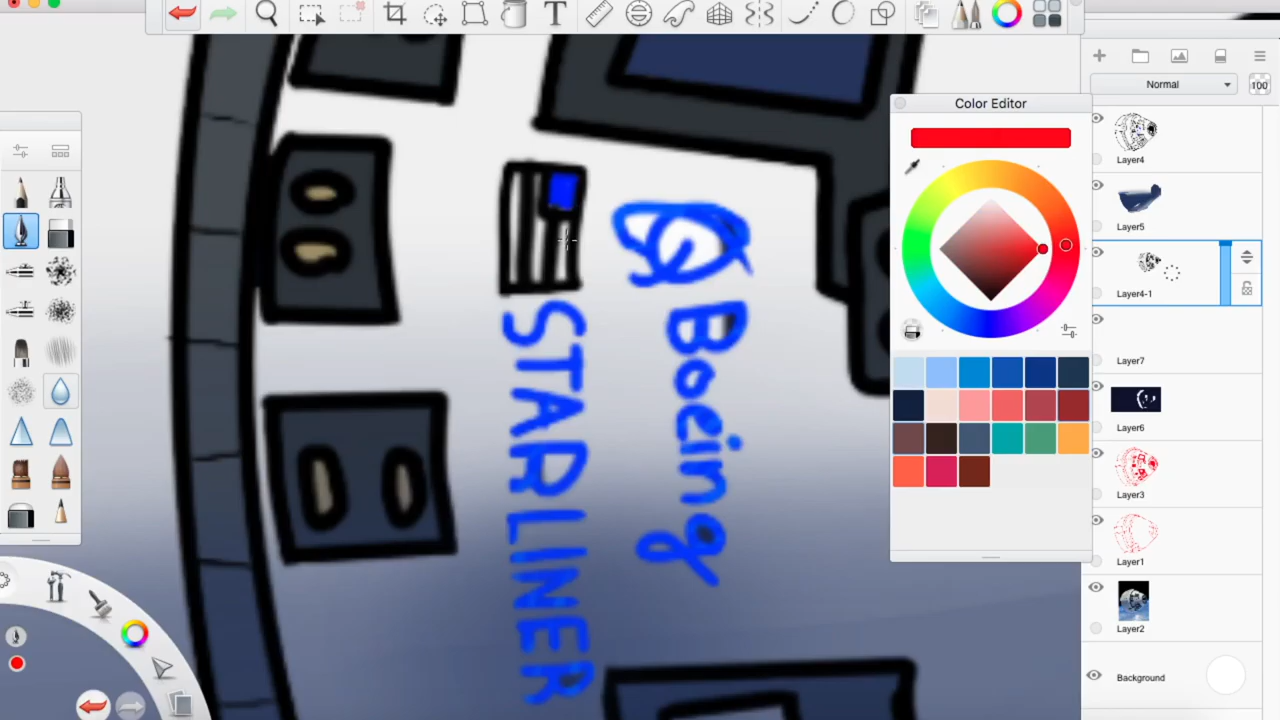 T
Color Editor
Normal
100
Layer4
Layer5
Layer4-1
Layer7
Layer6
Layer3
Layer1
Layer2
Background
STARLINER
Boeing